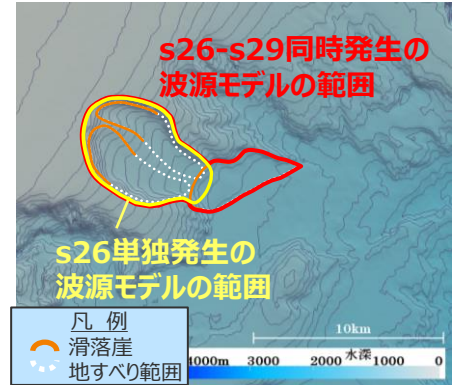 s26-s29同時発生の
波源モデルの範囲
s26単独発生の
波源モデルの範囲
凡 例
滑落崖
地すべり範囲
10km
4000m 3000 2000 水深 1000 0